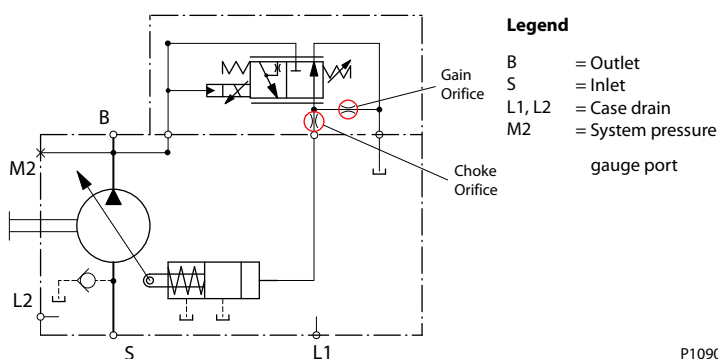 Legend
B = Outlet
S = Inlet
L1, L2 = Case drain
M2 = System pressure
gauge port
Gain
Orifice
Choke
Orifice
B
M2
L2
S
L1
P1090